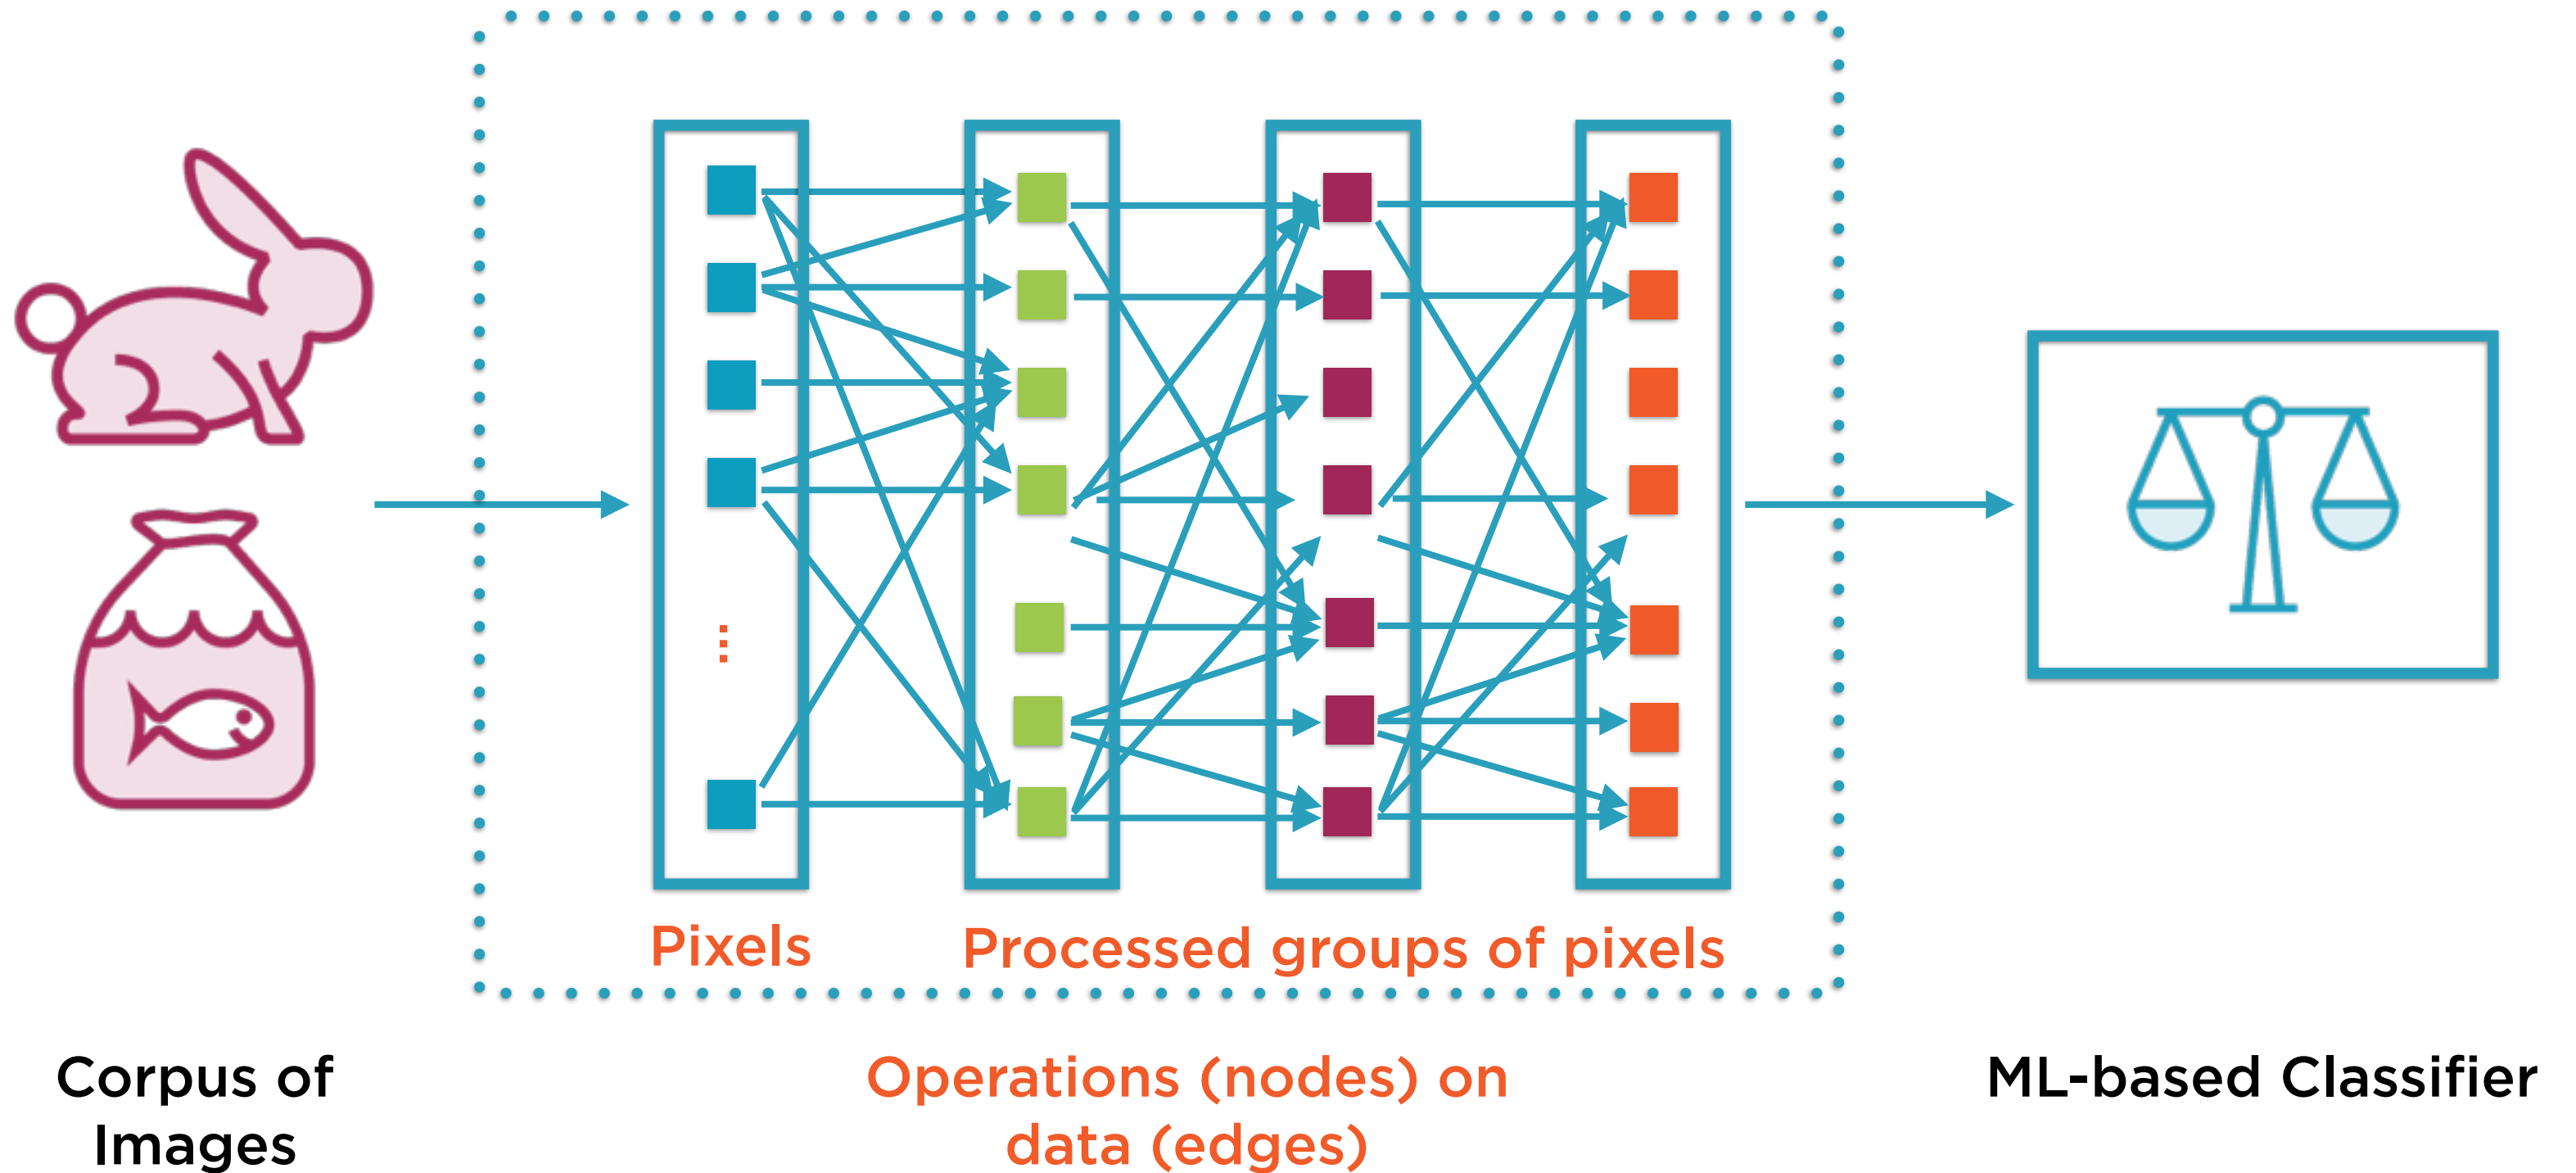 Pixels
Processed groups of pixels
Corpus of
Images
Operations (nodes) on
data (edges)
ML-based Classifier